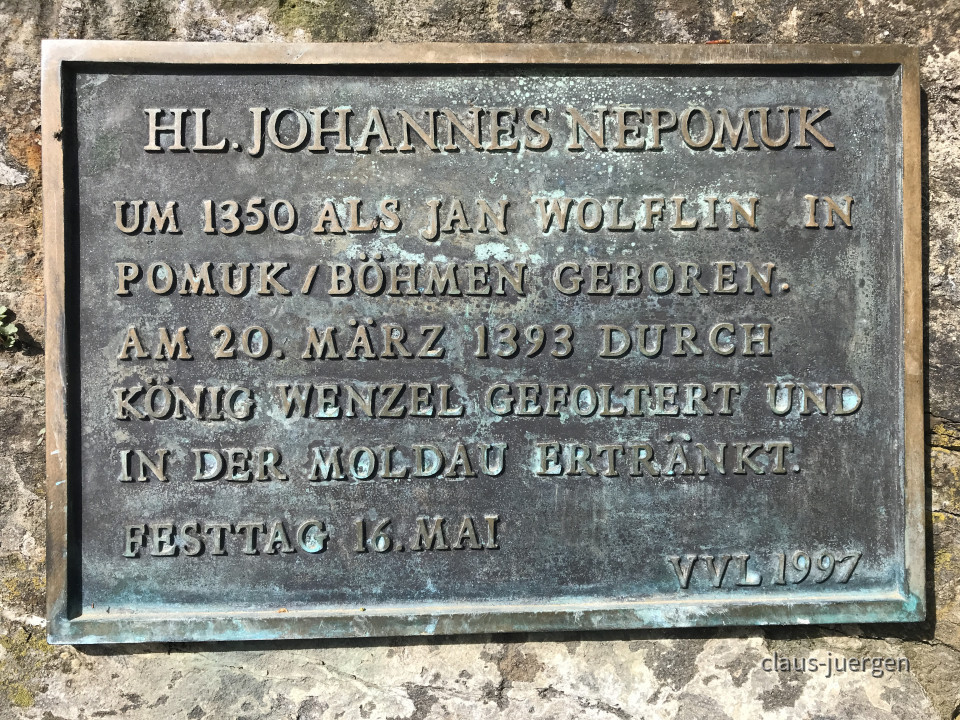 HL. JOHANNES NEPOMUK
UM 1350 ALS JAN WOLFLIN IN
POMUK / BÖHMEN GEBOREN.
AM 20. MÄRZ 1393 DURCH
KÖNIG WENZEL GEFOLTERT UND
IN DER MOLDAU ERTRÄNKT.
FESTTAG 16. MAI
VVL 1997
claus-juergen